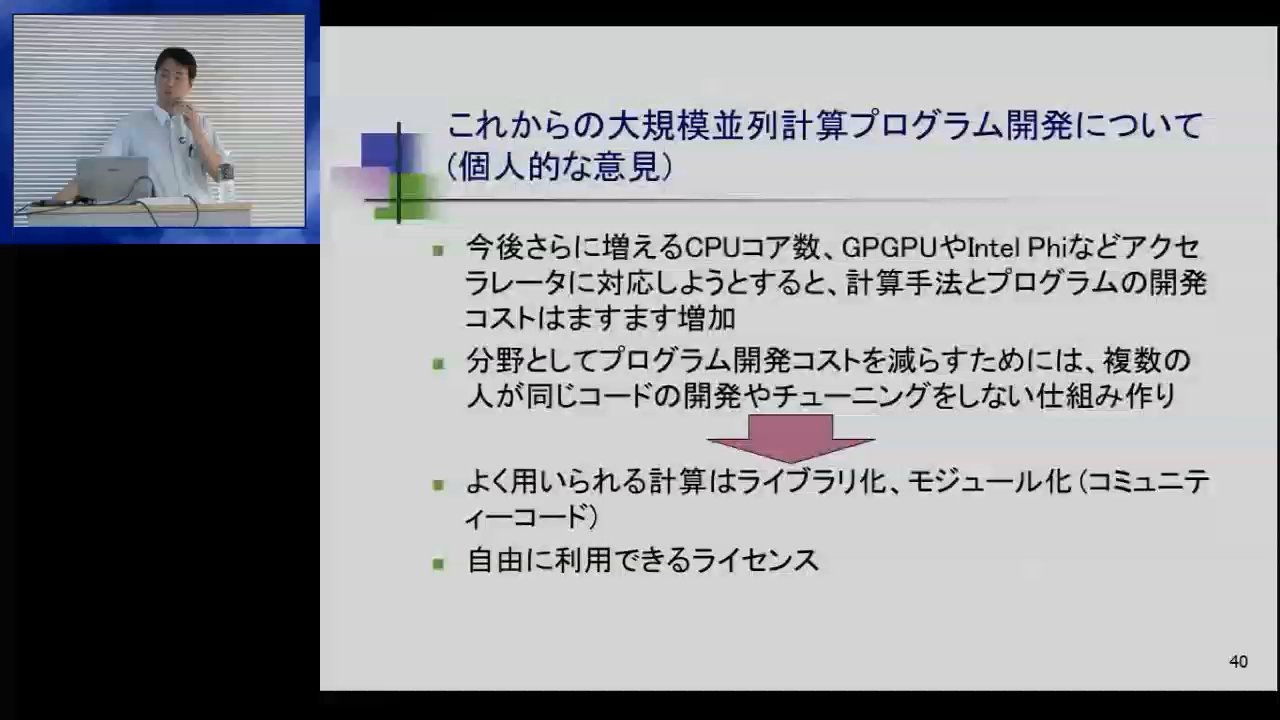 これからの大規模並列計算プログラム開発について
(個人的な意見)
今後さらに増えるCPUコア数、GPGPUやIntel Phiなどアクセ
ラレータに対応しようとすると、計算手法とプログラムの開発
コストはますます増加
分野としてプログラム開発コストを減らすためには、複数の
人が同じコードの開発やチューニングをしない仕組み作り
よく用いられる計算はライブラリ化、モジュール化(コミュニテ
ィーコード)
自由に利用できるライセンス
40